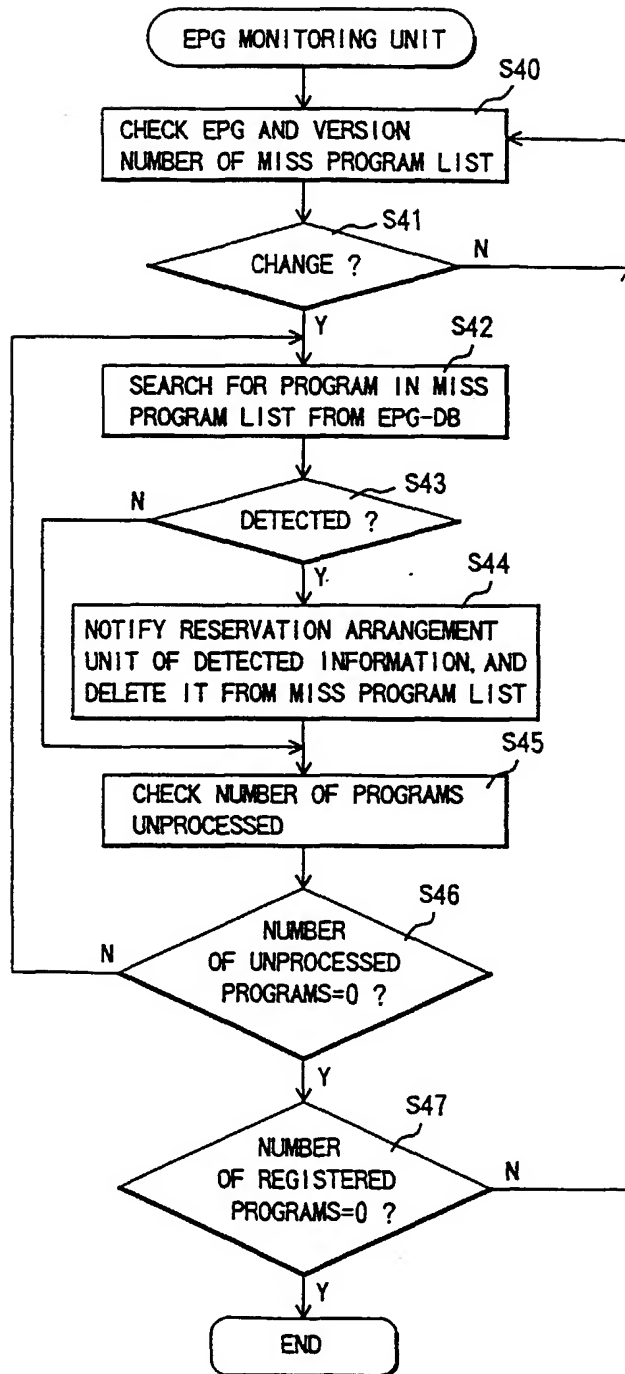 EPG MONITORING UNIT
S40
CHECK EPG AND VERSION
NUMBER OF MISS PROGRAM LIST
S41
CHANGE ?
N
Y
S42
SEARCH FOR PROGRAM IN MISS
PROGRAM LIST FROM EPG-DB
S43
N
DETECTED ?
Y
S44
NOTIFY RESERVATION ARRANGEMENT
UNIT OF DETECTED INFORMATION, AND
DELETE IT FROM MISS PROGRAM LIST
S45
CHECK NUMBER OF PROGRAMS
UNPROCESSED
S46
N
NUMBER
OF UNPROCESSED
PROGRAMS=0 ?
Y
S47
NUMBER
OF REGISTERED
PROGRAMS=0 ?
N
Y
END